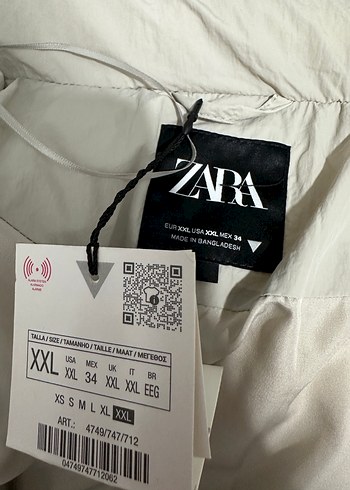 ZARA
EUR XXL USA XXL MEX 34
MADE IN BANGLADESH
TALLA / SIZE / TAMANHO / TAILLE / MAAT / ΜΕΓΕΘΟΣ
XXL
USA MEX UK IT BR
XXL 34 XXL XXL EEG
XS S M L XL XXL
ART.: 4749/747/712
04749747712062